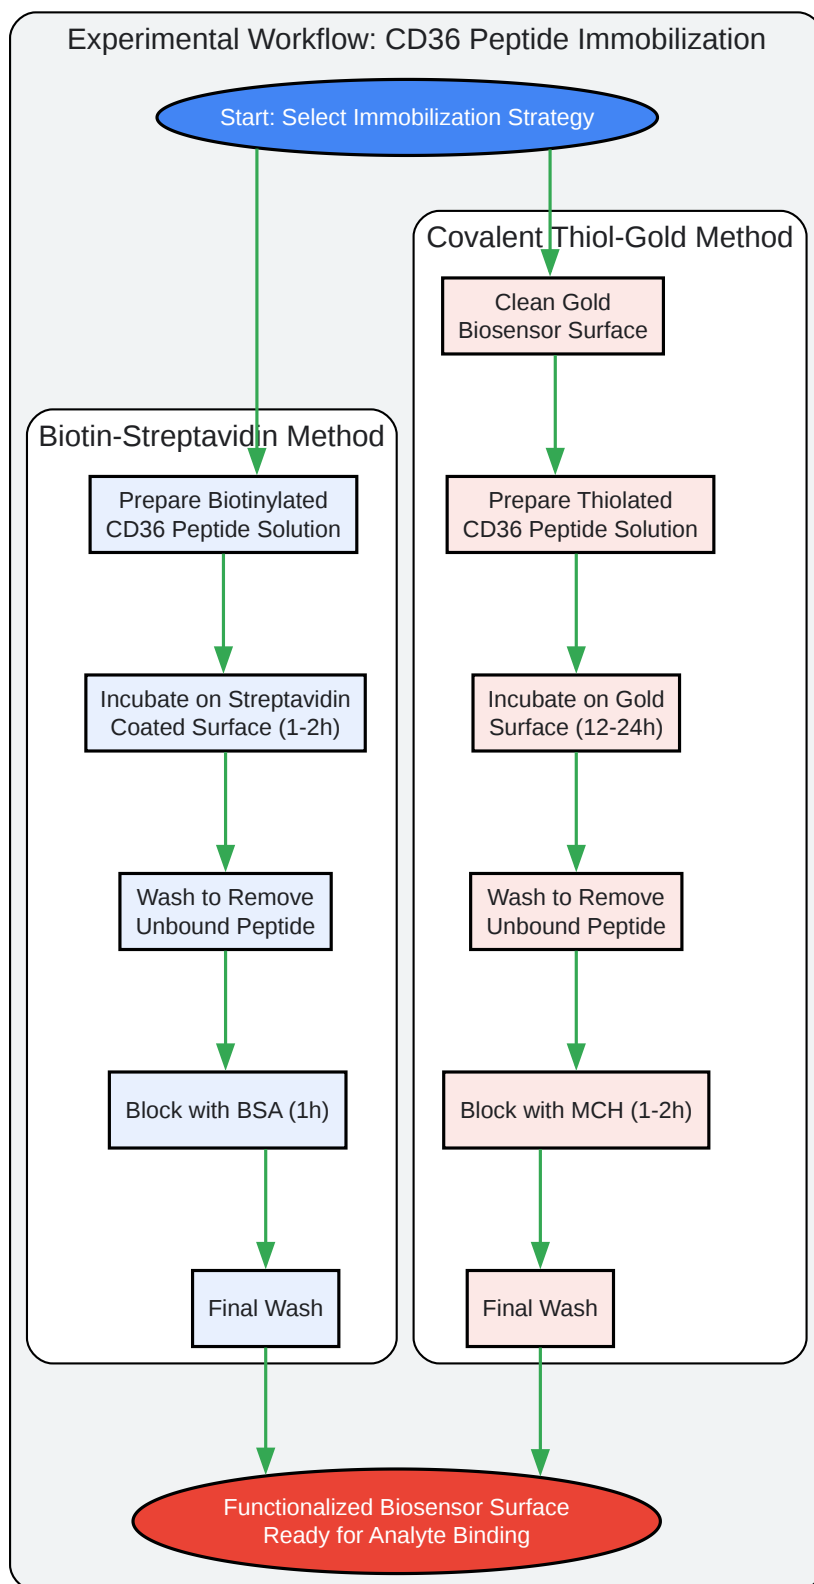 Experimental Workflow: CD36 Peptide Immobilization
Start: Select Immobilization Strategy
Covalent Thiol-Gold Method
Clean Gold
Biosensor Surface
Prepare Thiolated
CD36 Peptide Solution
Incubate on Gold
Surface (12-24h)
Wash to Remove
Unbound Peptide
Block with MCH (1-2h)
Final Wash
Biotin-Streptavidin Method
Prepare Biotinylated
CD36 Peptide Solution
Incubate on Streptavidin
Coated Surface (1-2h)
Wash to Remove
Unbound Peptide
Block with BSA (1h)
Final Wash
Functionalized Biosensor Surface
Ready for Analyte Binding